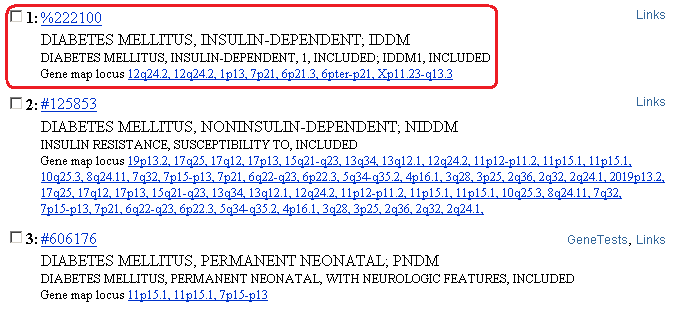 1: %222100 Links
DIABETES MELLITUS, INSULIN-DEPENDENT; IDDM
DIABETES MELLITUS, INSULIN-DEPENDENT, 1, INCLUDED; IDDM1, INCLUDED
Gene map locus 12q24.2, 12q24.2, 1p13, 7p21, 6p21.3, 6pter-p21, Xp11.23-q13.3
2: #125853 Links
DIABETES MELLITUS, NONINSULIN-DEPENDENT; NIDDM
INSULIN RESISTANCE, SUSCEPTIBILITY TO, INCLUDED
Gene map locus 19p13.2, 17q25, 17q12, 17p13, 15q21-q23, 13q34, 13q12.1, 12q24.2, 11p12-p11.2, 11p15.1, 11p15.1,
10q25.3, 8q24.11, 7q32, 7p15-p13, 7p21, 6q22-q23, 6p22.3, 5q34-q35.2, 4p16.1, 3q28, 3p25, 2q36, 2q32, 2q24.1, 2019p13.2,
17q25, 17q12, 17p13, 15q21-q23, 13q34, 13q12.1, 12q24.2, 11p12-p11.2, 11p15.1, 11p15.1, 10q25.3, 8q24.11, 7q32,
7p15-p13, 7p21, 6q22-q23, 6p22.3, 5q34-q35.2, 4p16.1, 3q28, 3p25, 2q36, 2q32, 2q24.1,
3: #606176 GeneTests, Links
DIABETES MELLITUS, PERMANENT NEONATAL; PNDM
DIABETES MELLITUS, PERMANENT NEONATAL, WITH NEUROLOGIC FEATURES, INCLUDED
Gene map locus 11p15.1, 11p15.1, 7p15-p13